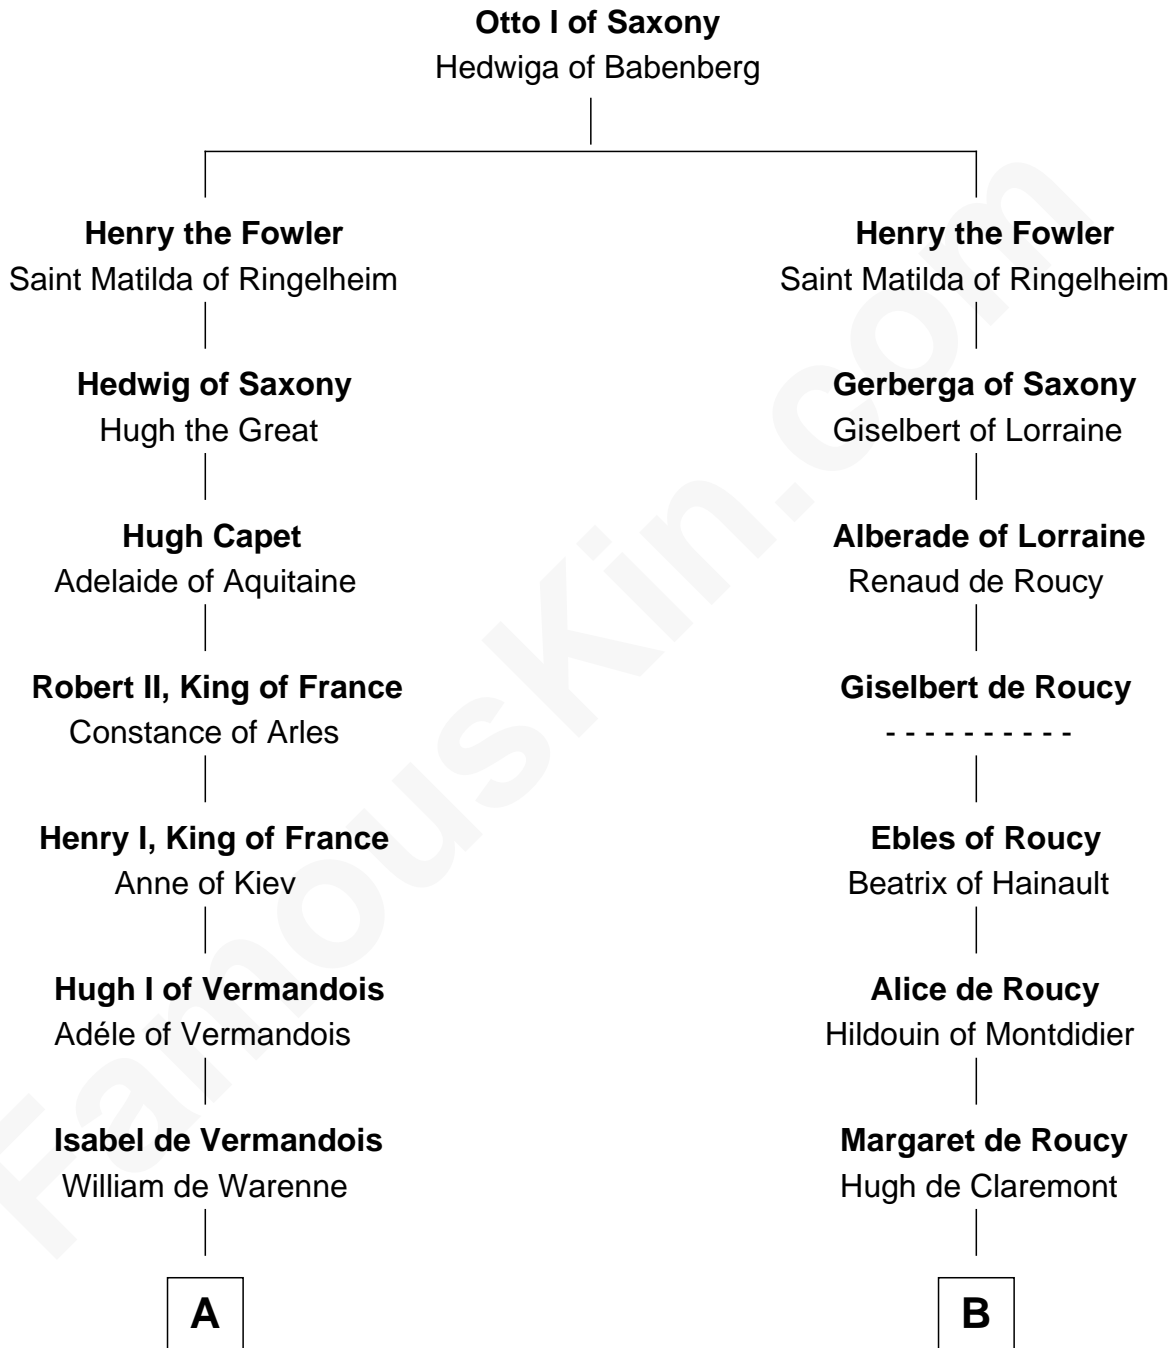 Otto I of Saxony
Hedwiga of Babenberg
Henry the Fowler
Saint Matilda of Ringelheim
Hedwig of Saxony
Hugh the Great
Hugh Capet
Adelaide of Aquitaine
Robert II, King of France
Constance of Arles
Henry I, King of France
Anne of Kiev
Hugh I of Vermandois
Adéle of Vermandois
Isabel de Vermandois
William de Warenne
A
Henry the Fowler
Saint Matilda of Ringelheim
Gerberga of Saxony
Giselbert of Lorraine
Alberade of Lorraine
Renaud de Roucy
Giselbert de Roucy
- - - - - - - - - -
Ebles of Roucy
Beatrix of Hainault
Alice de Roucy
Hildouin of Montdidier
Margaret de Roucy
Hugh de Claremont
B
FamousKin.com